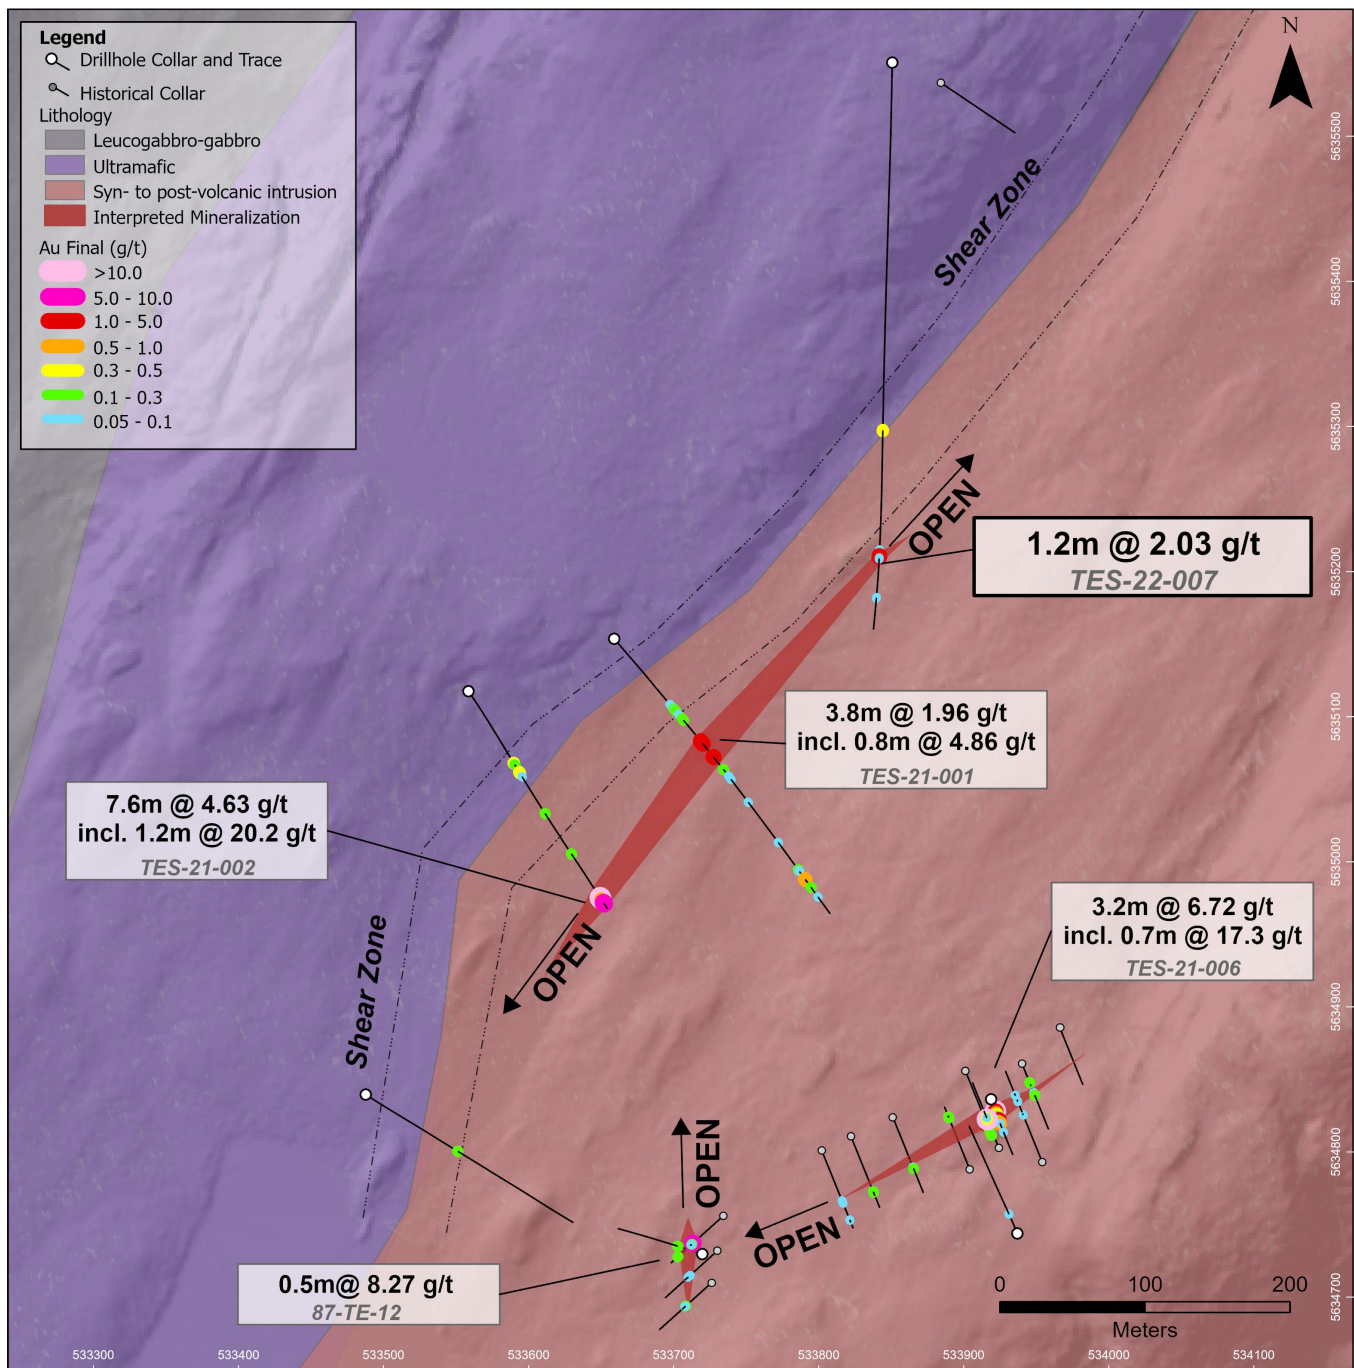 Legend
Drillhole Collar and Trace
Historical Collar
Lithology
Leucogabbro-gabbro
Ultramafic
Syn- to post-volcanic intrusion
Interpreted Mineralization
Au Final (g/t)
>10.0
5.0 - 10.0
1.0 - 5.0
0.5 - 1.0
0.3 - 0.5
0.1 - 0.3
0.05 - 0.1
N
Shear Zone
OPEN
1.2m @ 2.03 g/t
TES-22-007
3.8m @ 1.96 g/t
incl. 0.8m @ 4.86 g/t
TES-21-001
7.6m @ 4.63 g/t
incl. 1.2m @ 20.2 g/t
TES-21-002
OPEN
Shear Zone
3.2m @ 6.72 g/t
incl. 0.7m @ 17.3 g/t
TES-21-006
OPEN
OPEN
0.5m@ 8.27 g/t
87-TE-12
0 100 200
Meters
5635500
5635400
5635300
5635200
5635100
5635000
5634900
5634800
5634700
533300 533400 533500 533600 533700 533800 533900 534000 534100